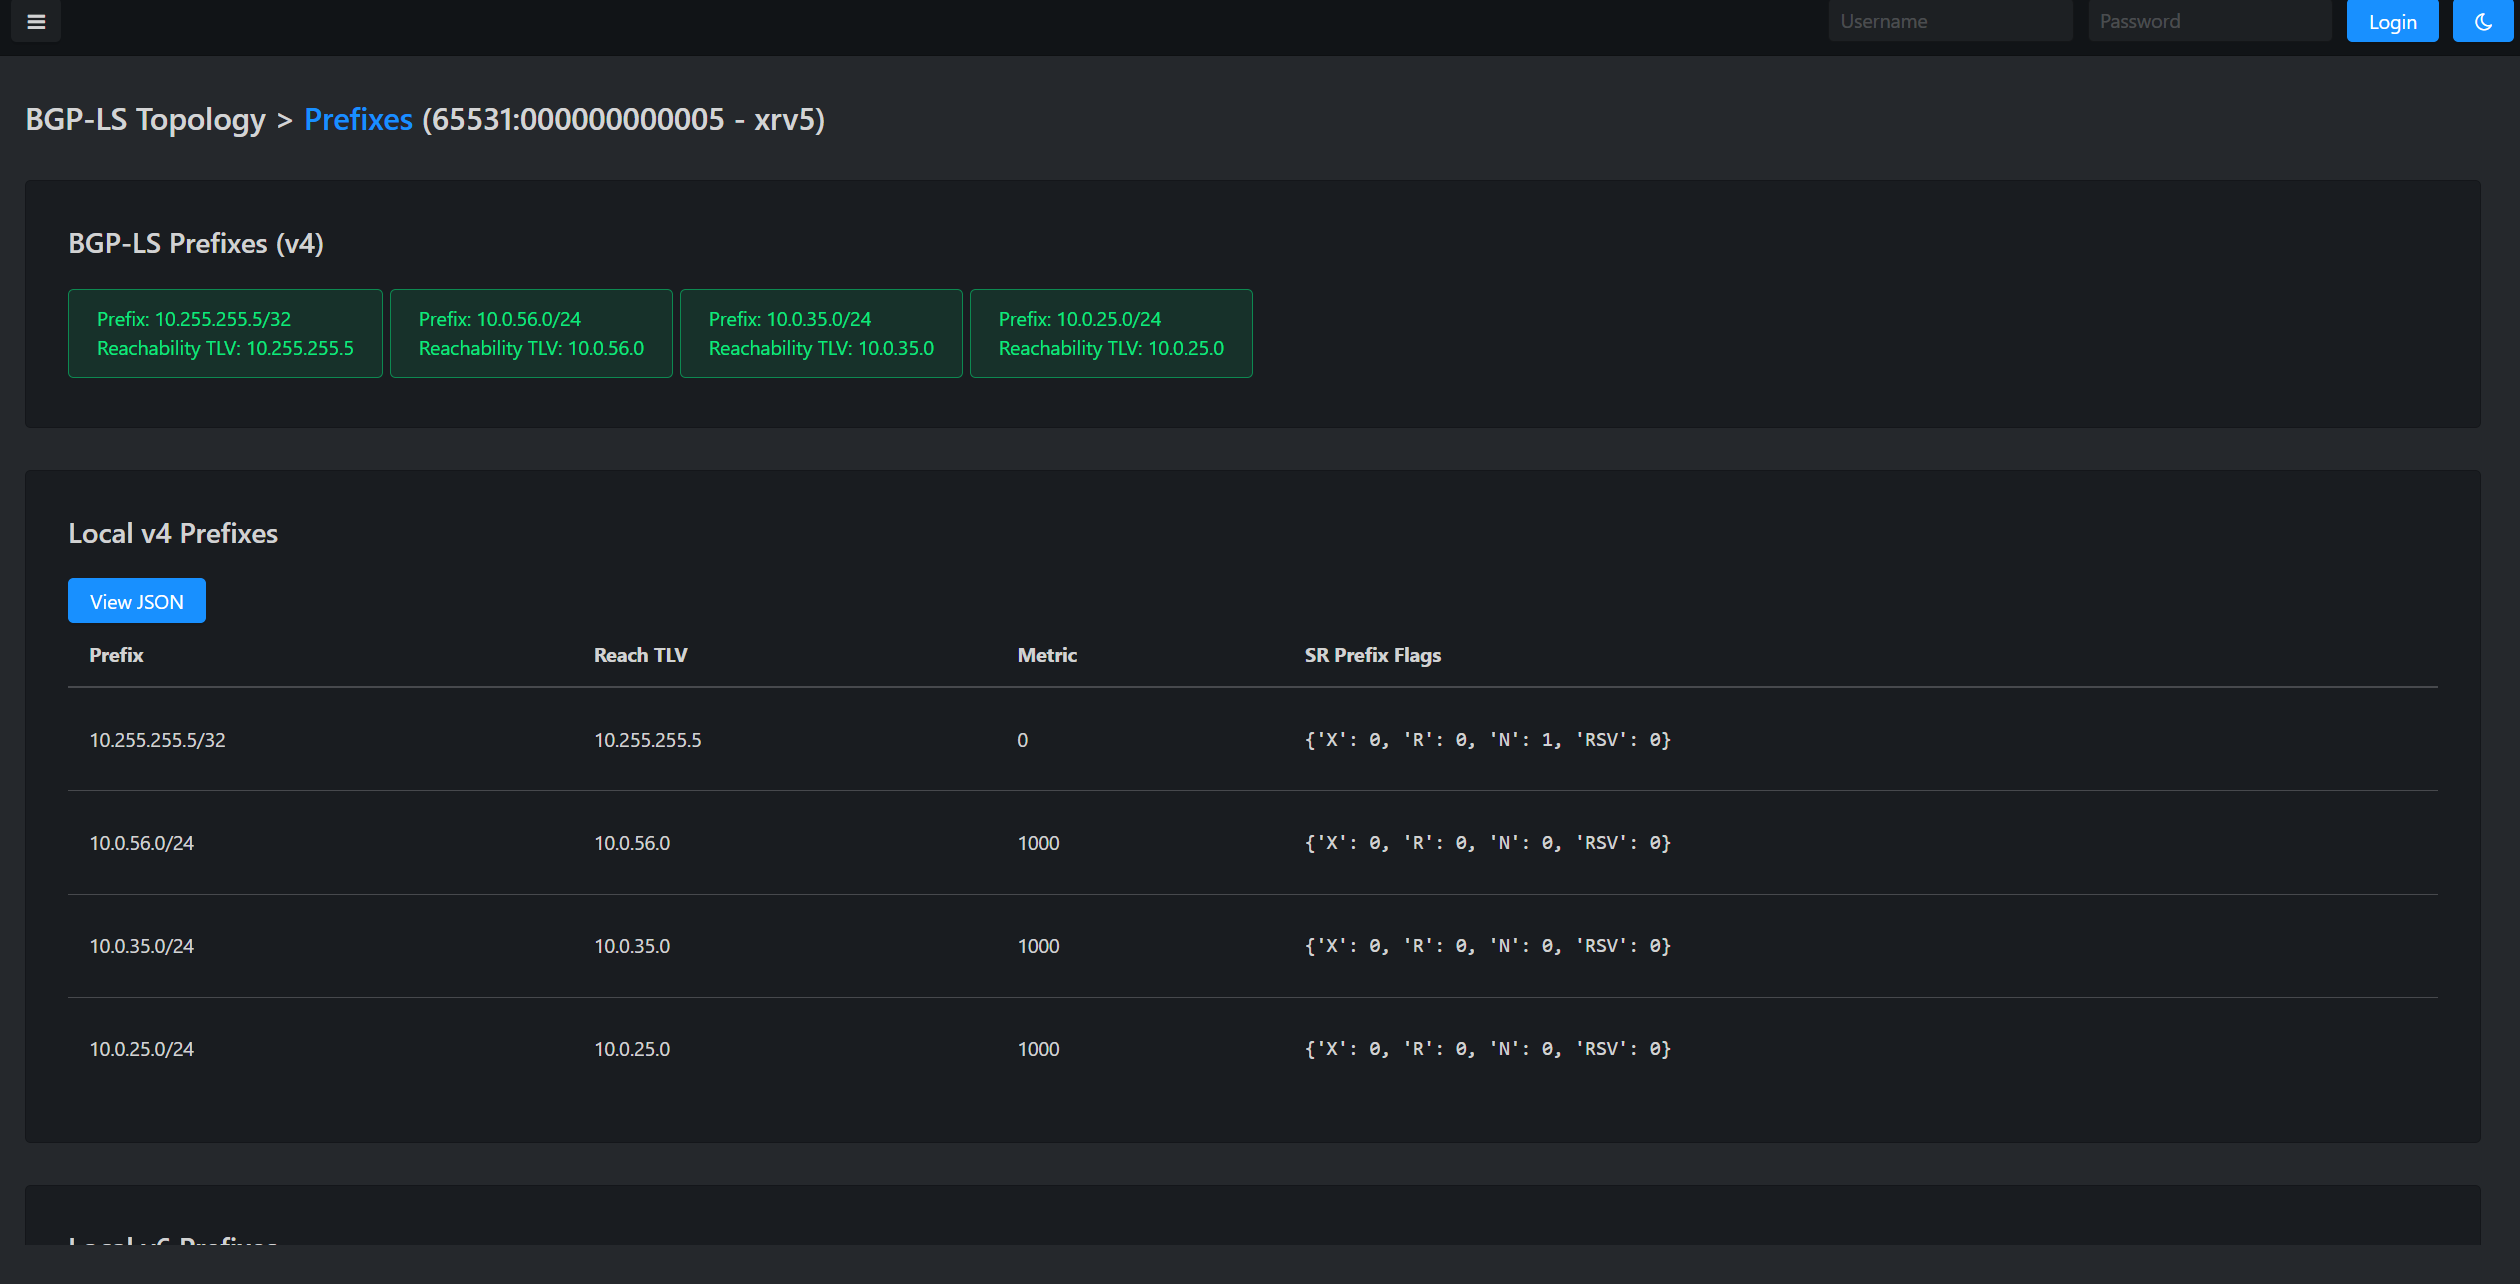 Username Password Login
BGP-LS Topology > Prefixes (65531:000000000005 - xrv5)
BGP-LS Prefixes (v4)
Prefix: 10.255.255.5/32
Reachability TLV: 10.255.255.5
Prefix: 10.0.56.0/24
Reachability TLV: 10.0.56.0
Prefix: 10.0.35.0/24
Reachability TLV: 10.0.35.0
Prefix: 10.0.25.0/24
Reachability TLV: 10.0.25.0
Local v4 Prefixes
View JSON
Prefix Reach TLV Metric SR Prefix Flags
10.255.255.5/32 10.255.255.5 0 {'X': 0, 'R': 0, 'N': 1, 'RSV': 0}
10.0.56.0/24 10.0.56.0 1000 {'X': 0, 'R': 0, 'N': 0, 'RSV': 0}
10.0.35.0/24 10.0.35.0 1000 {'X': 0, 'R': 0, 'N': 0, 'RSV': 0}
10.0.25.0/24 10.0.25.0 1000 {'X': 0, 'R': 0, 'N': 0, 'RSV': 0}
Local v6 Prefixes